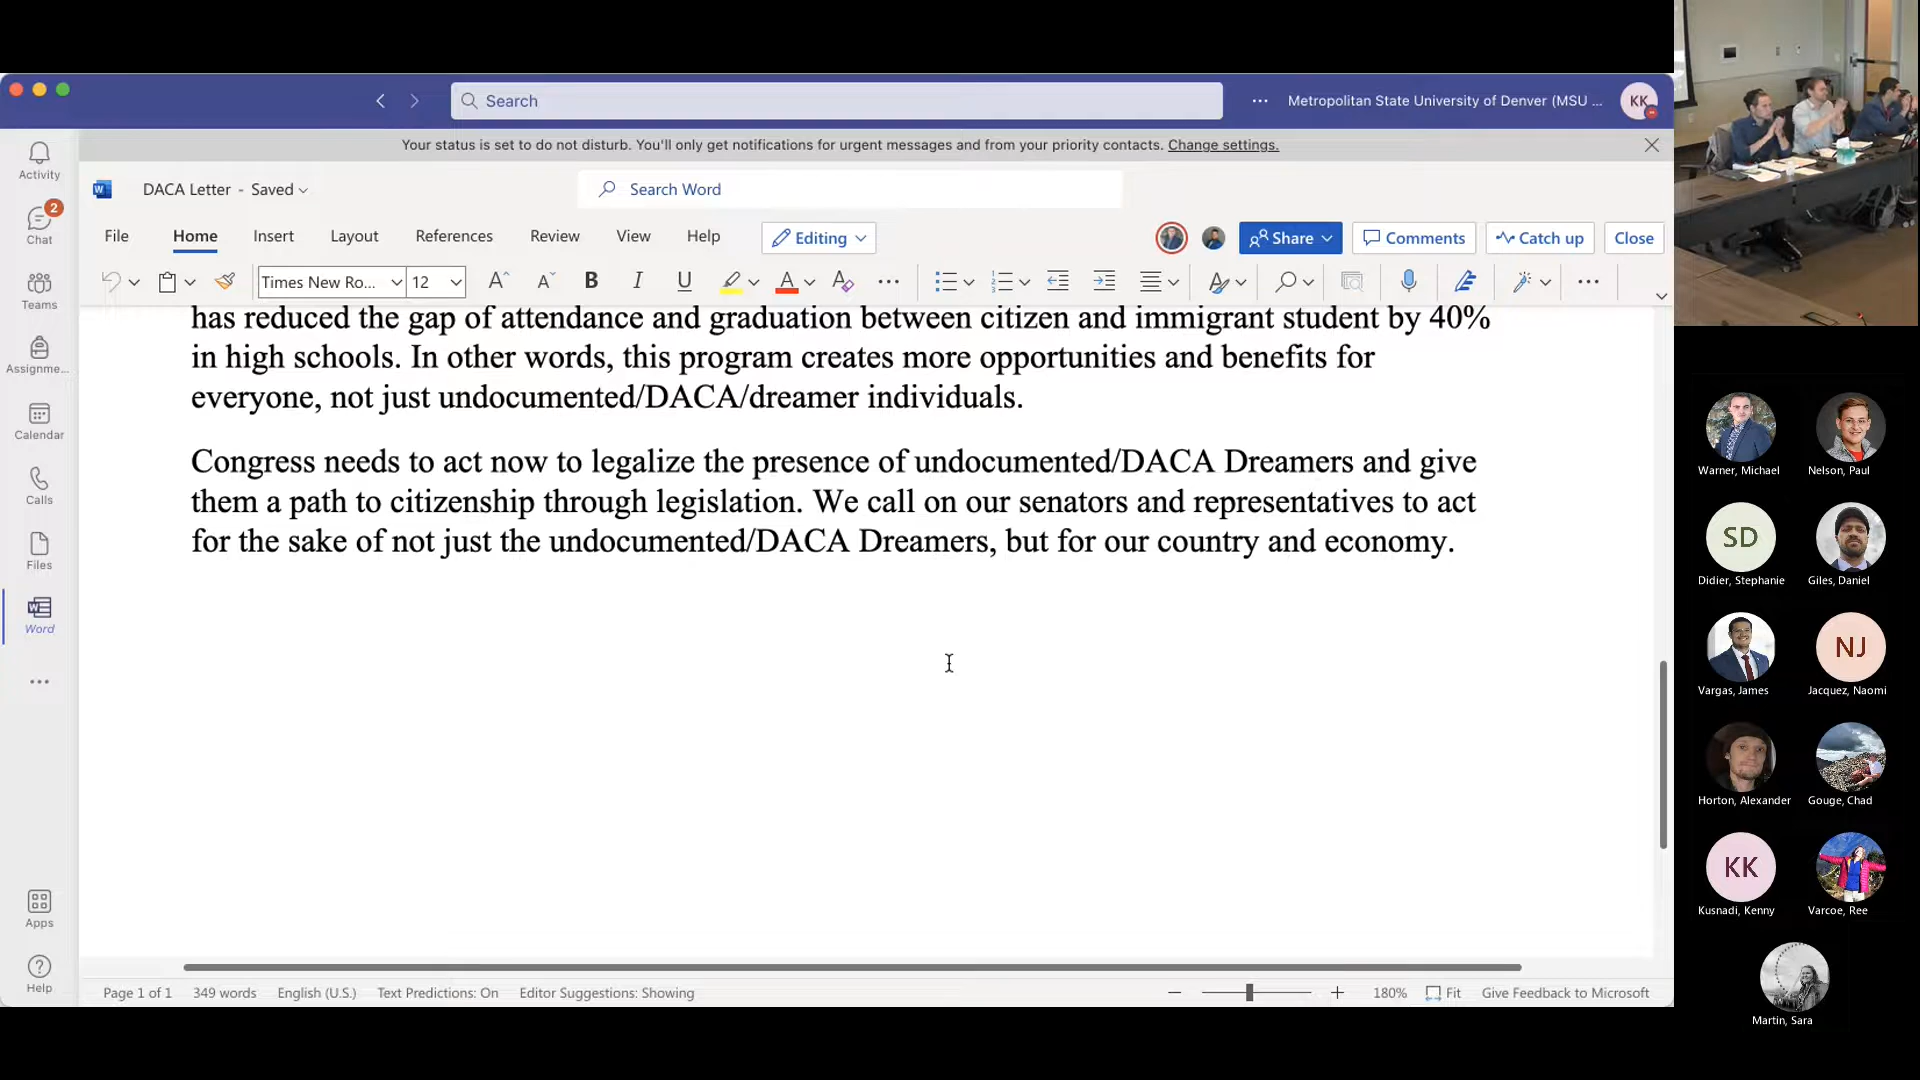 Search
Metropolitan State University of Denver (MSU ...
KK
Your status is set to do not disturb. You'll only get notifications for urgent messages and from your priority contacts. Change settings.
Activity
2
Chat
Teams
Assignme...
Calendar
Calls
Files
Word
Apps
Help
DACA Letter - Saved
Search Word
File Home Insert Layout References Review View Help
Editing
Share
Comments
Catch up
Close
Times New Ro... 12
has reduced the gap of attendance and graduation between citizen and immigrant student by 40%
in high schools. In other words, this program creates more opportunities and benefits for
everyone, not just undocumented/DACA/dreamer individuals.
Congress needs to act now to legalize the presence of undocumented/DACA Dreamers and give
them a path to citizenship through legislation. We call on our senators and representatives to act
for the sake of not just the undocumented/DACA Dreamers, but for our country and economy.
Page 1 of 1 349 words English (U.S.) Text Predictions: On Editor Suggestions: Showing
180% Fit Give Feedback to Microsoft
Warner, Michael
Nelson, Paul
SD
Didier, Stephanie
Giles, Daniel
Vargas, James
NJ
Jacquez, Naomi
Horton, Alexander
Gouge, Chad
KK
Kusnadi, Kenny
Varcoe, Ree
Martin, Sara